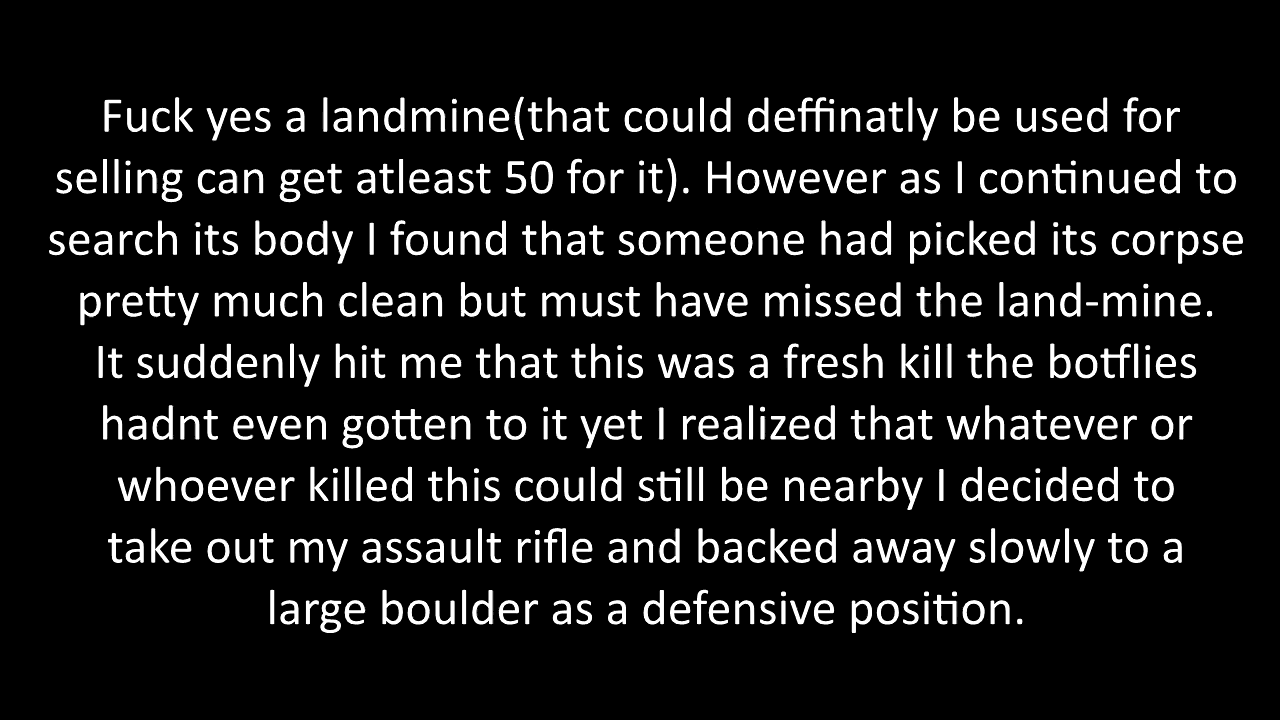 Fuck yes a landmine(that could deffinatly be used for
selling can get atleast 50 for it). However as I continued to
search its body I found that someone had picked its corpse
pretty much clean but must have missed the land-mine.
It suddenly hit me that this was a fresh kill the botflies
hadnt even gotten to it yet I realized that whatever or
whoever killed this could still be nearby I decided to
take out my assault rifle and backed away slowly to a
large boulder as a defensive position.